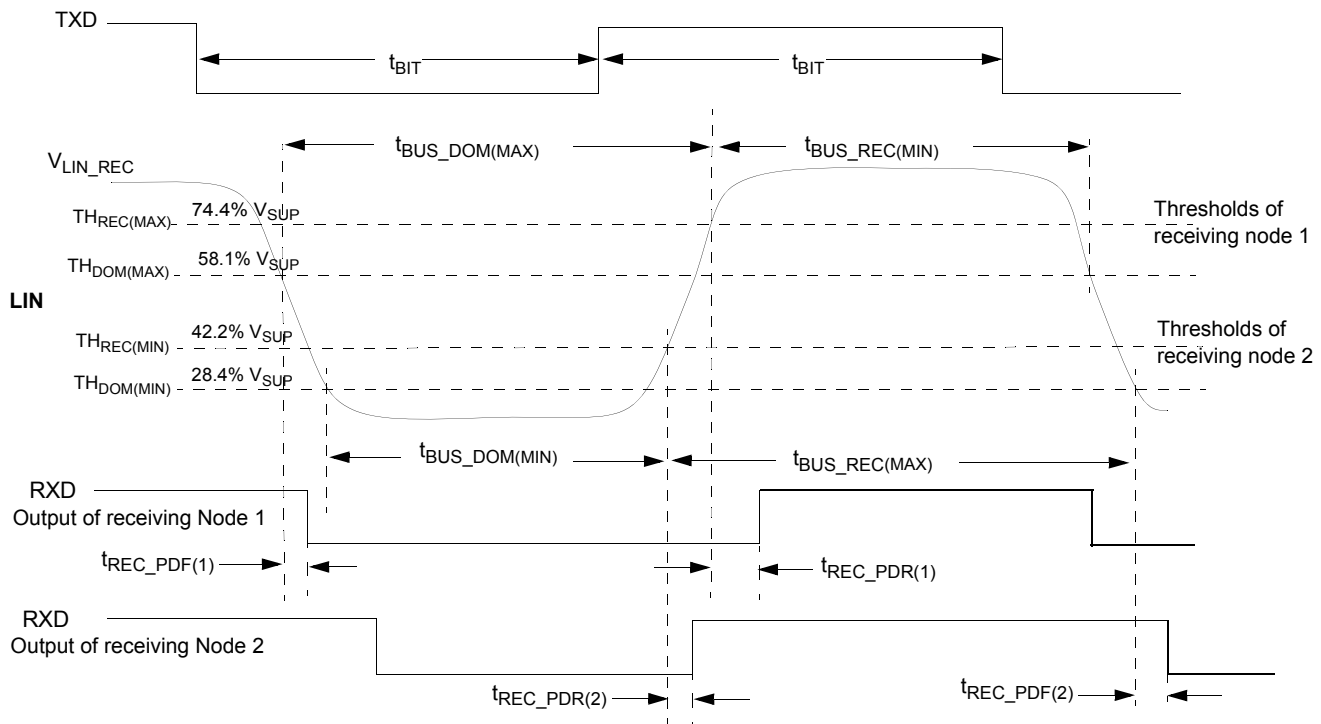 TXD
tBIT tBIT
tBUS_DOM(MAX) tBUS_REC(MIN)
VLIN_REC
THREC(MAX) 74.4% VSUP
Thresholds of
receiving node 1
THDOM(MAX) 58.1% VSUP
LIN
THREC(MIN) 42.2% VSUP
Thresholds of
receiving node 2
THDOM(MIN) 28.4% VSUP
tBUS_DOM(MIN) tBUS_REC(MAX)
RXD
Output of receiving Node 1
tREC_PDF(1) tREC_PDR(1)
RXD
Output of receiving Node 2
tREC_PDR(2) tREC_PDF(2)